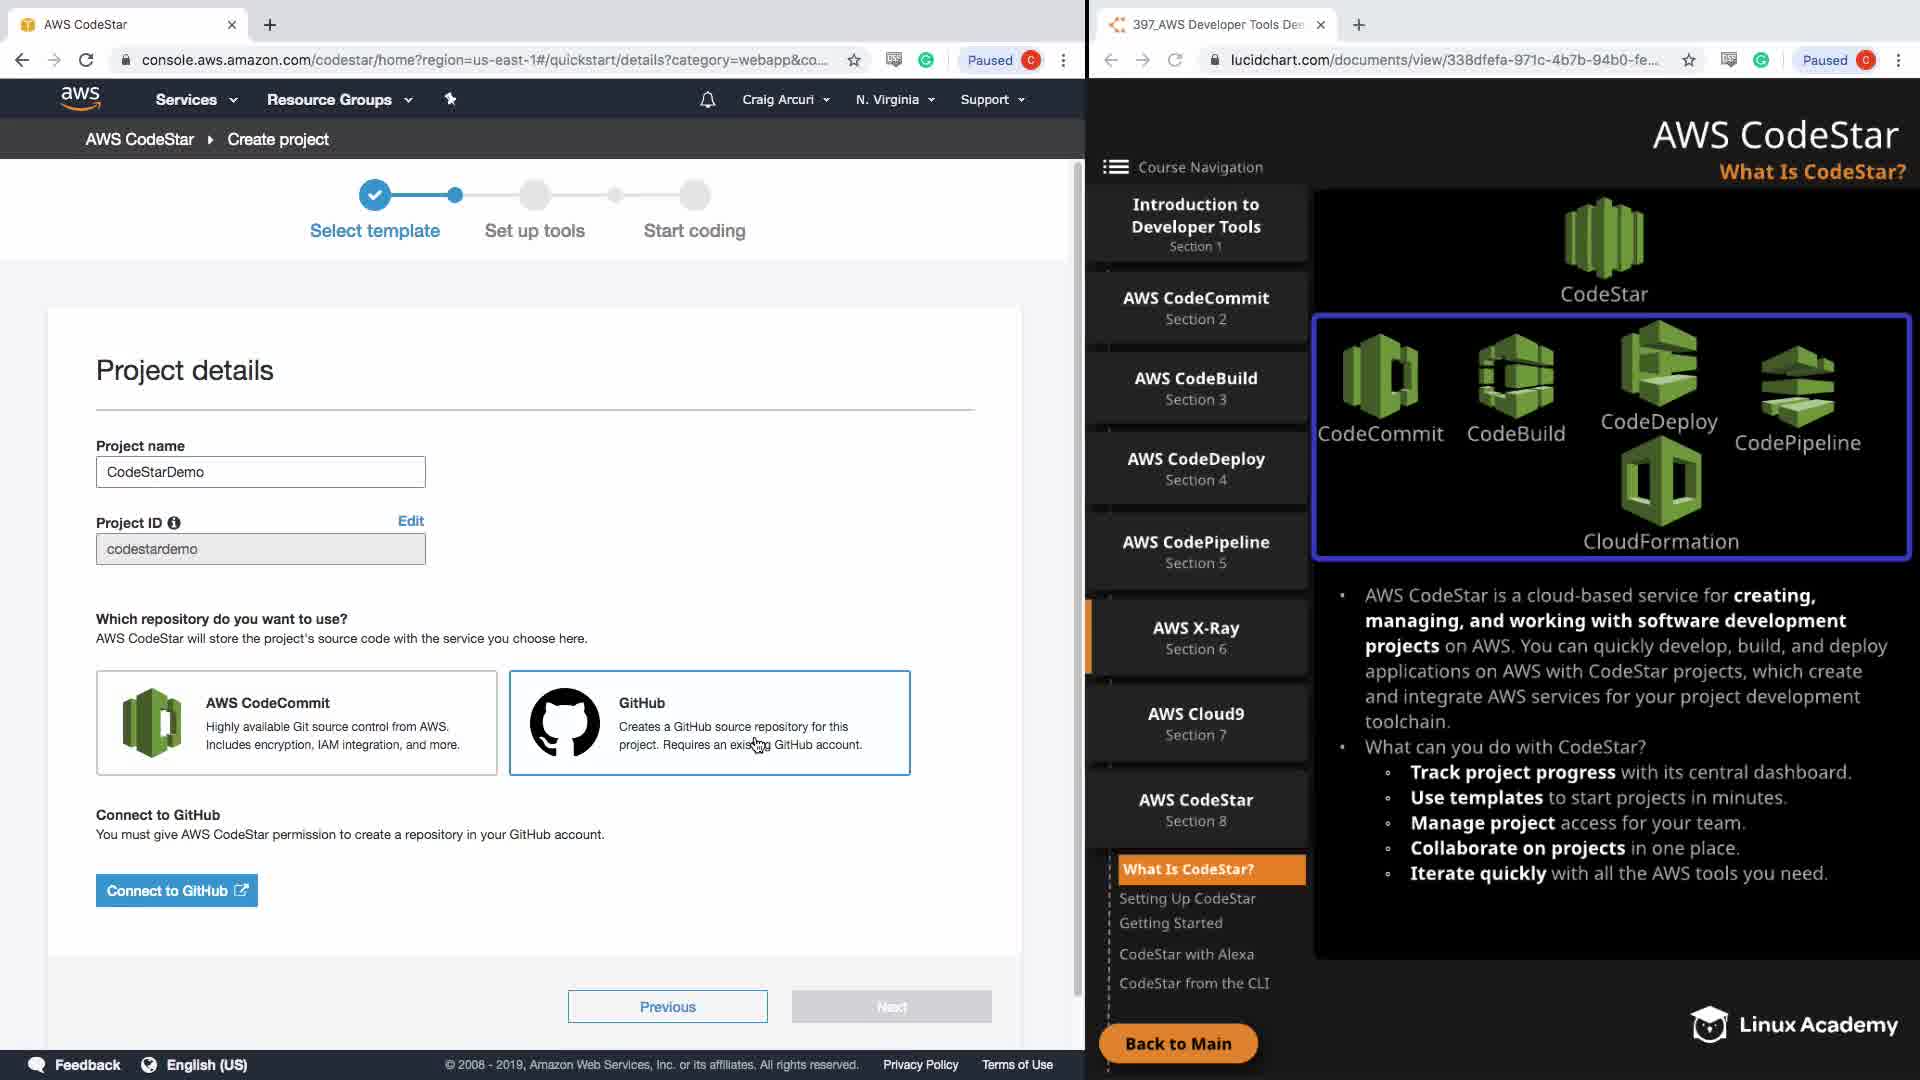 AWS CodeStar
397_AWS Developer Tools Dee
console.aws.amazon.com/codestar/home?region=us-east-1#/quickstart/details?category=webapp&co...
Paused
C
lucidchart.com/documents/view/338dfefa-971c-4b7b-94b0-fe...
Paused
C
aws
Services
Resource Groups
Craig Arcuri
N. Virginia
Support
AWS CodeStar
Create project
Select template
Set up tools
Start coding
Project details
Project name
CodeStarDemo
Project ID
Edit
codestardemo
Which repository do you want to use?
AWS CodeStar will store the project's source code with the service you choose here.
AWS CodeCommit
Highly available Git source control from AWS.
Includes encryption, IAM integration, and more.
GitHub
Creates a GitHub source repository for this
project. Requires an existing GitHub account.
Connect to GitHub
You must give AWS CodeStar permission to create a repository in your GitHub account.
Connect to GitHub
Previous
Next
Feedback
English (US)
© 2008 - 2019, Amazon Web Services, Inc. or its affiliates. All rights reserved.
Privacy Policy
Terms of Use
AWS CodeStar
What Is CodeStar?
Course Navigation
Introduction to
Developer Tools
Section 1
AWS CodeCommit
Section 2
AWS CodeBuild
Section 3
AWS CodeDeploy
Section 4
AWS CodePipeline
Section 5
AWS X-Ray
Section 6
AWS Cloud9
Section 7
AWS CodeStar
Section 8
What Is CodeStar?
Setting Up CodeStar
Getting Started
CodeStar with Alexa
CodeStar from the CLI
Back to Main
CodeStar
CodeCommit
CodeBuild
CodeDeploy
CodePipeline
CloudFormation
• AWS CodeStar is a cloud-based service for creating,
managing, and working with software development
projects on AWS. You can quickly develop, build, and deploy
applications on AWS with CodeStar projects, which create
and integrate AWS services for your project development
toolchain.
• What can you do with CodeStar?
◦ Track project progress with its central dashboard.
◦ Use templates to start projects in minutes.
◦ Manage project access for your team.
◦ Collaborate on projects in one place.
◦ Iterate quickly with all the AWS tools you need.
Linux Academy